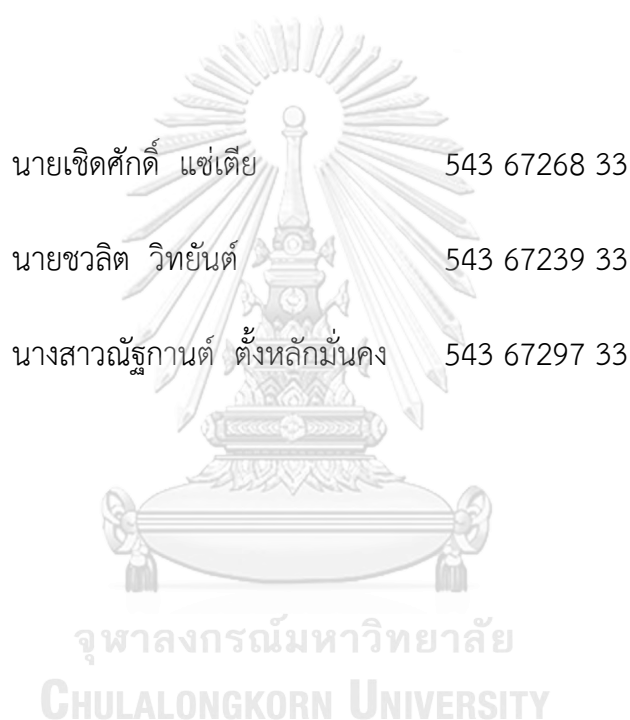 นายเชิดศักดิ์ แซ่เตีย 543 67268 33
นายชวลิต วิทยันต์ 543 67239 33
นางสาวณัฐกานต์ ตั้งหลักมั่นคง 543 67297 33
จุฬาลงกรณ์มหาวิทยาลัย
CHULALONGKORN UNIVERSITY